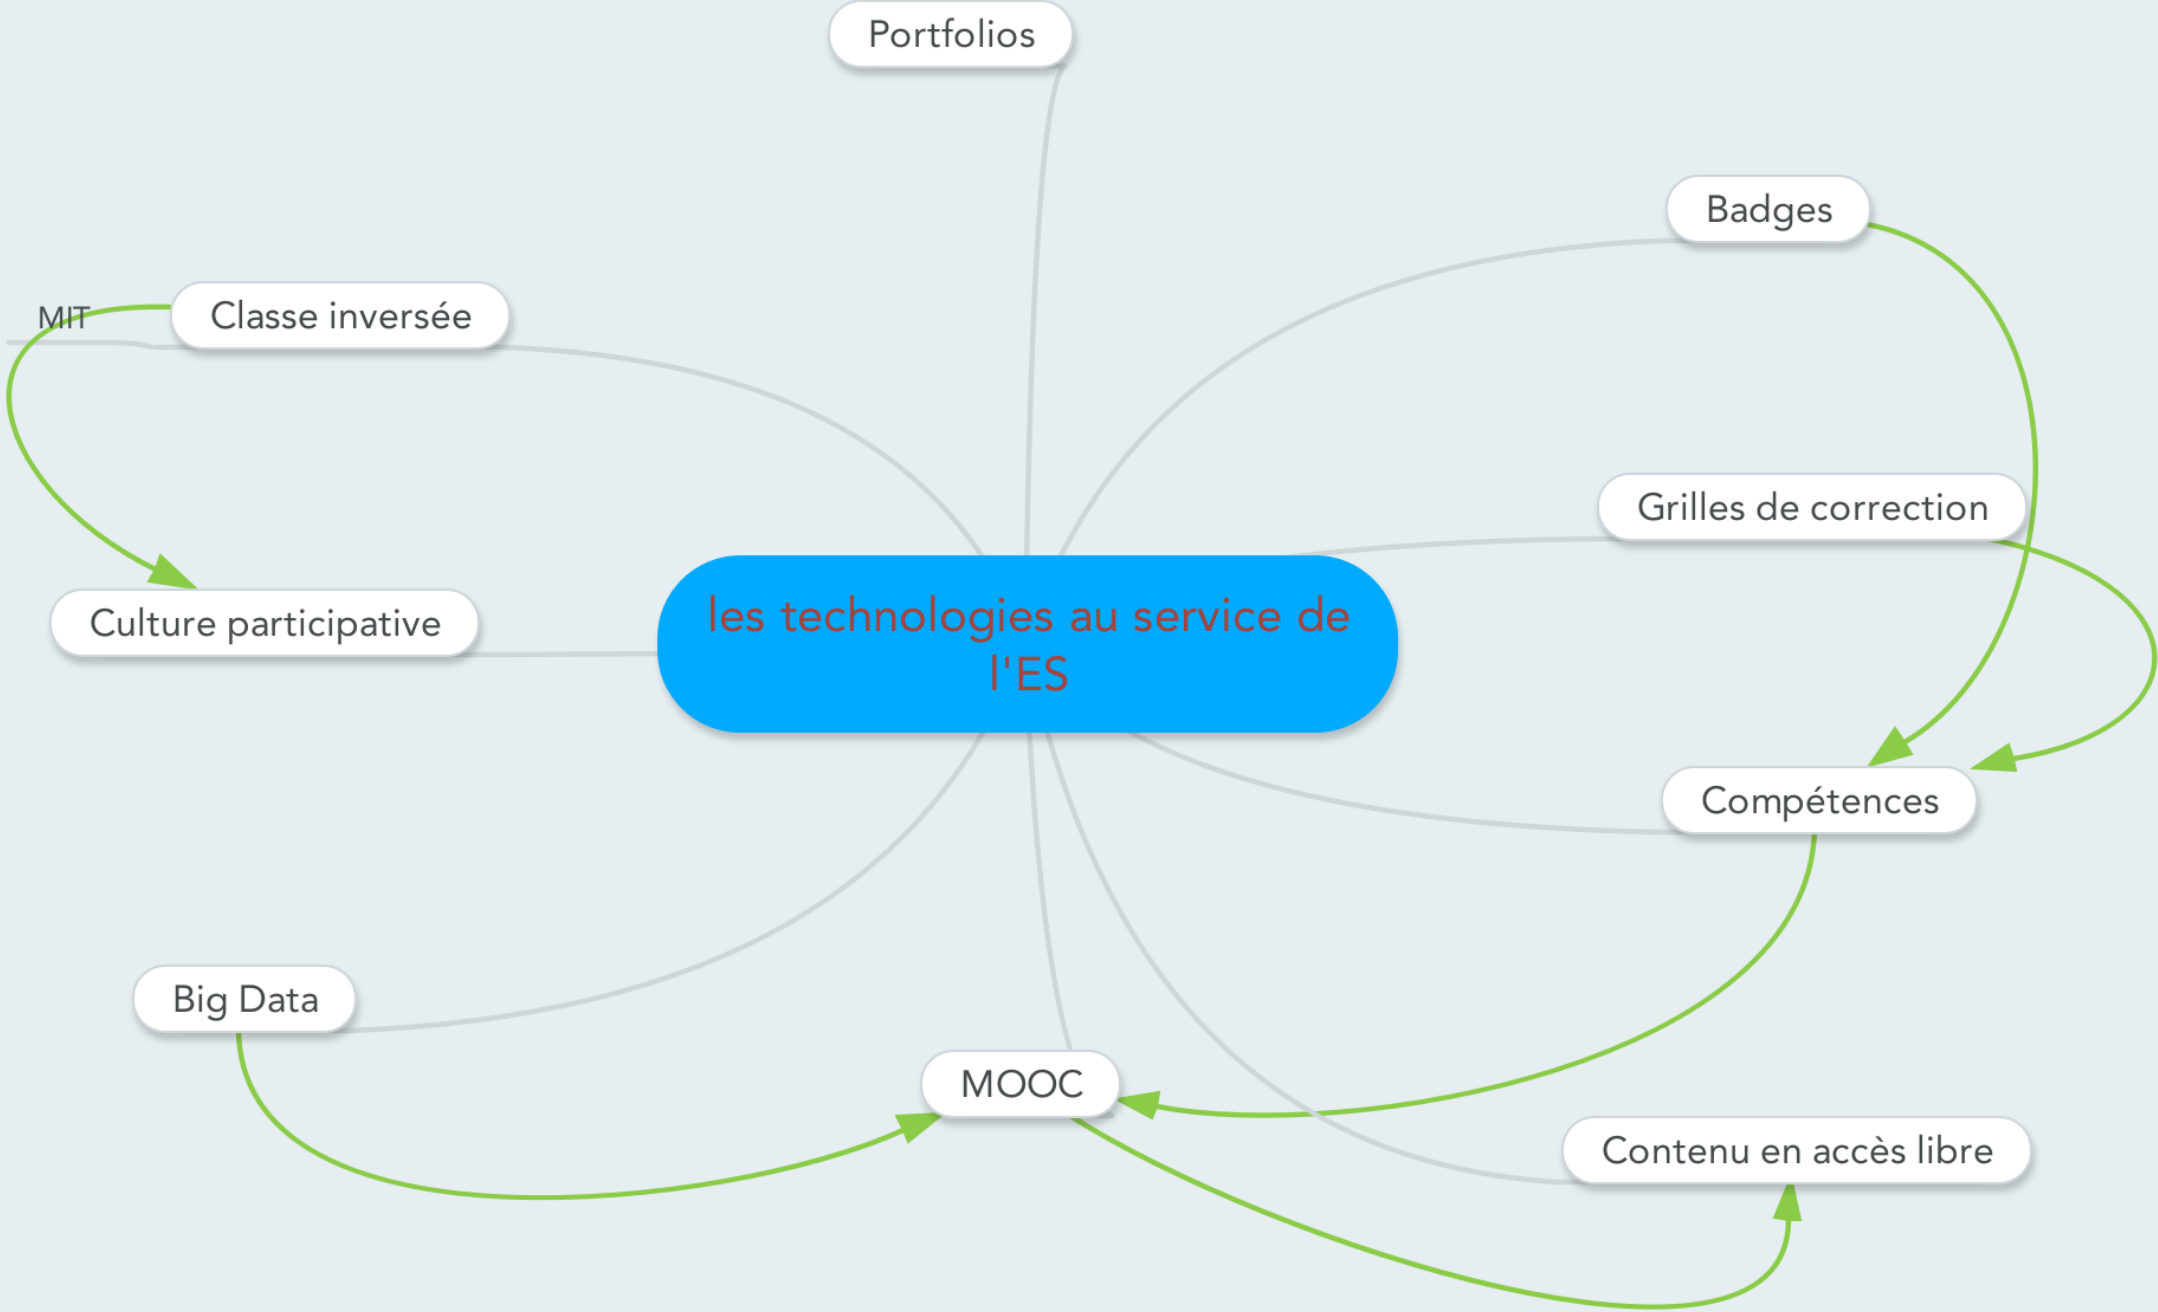 Portfolios
Badges
MIT
Classe inversée
Grilles de correction
les technologies au service de
l'ES
Culture participative
Compétences
Big Data
MOOC
Contenu en accès libre